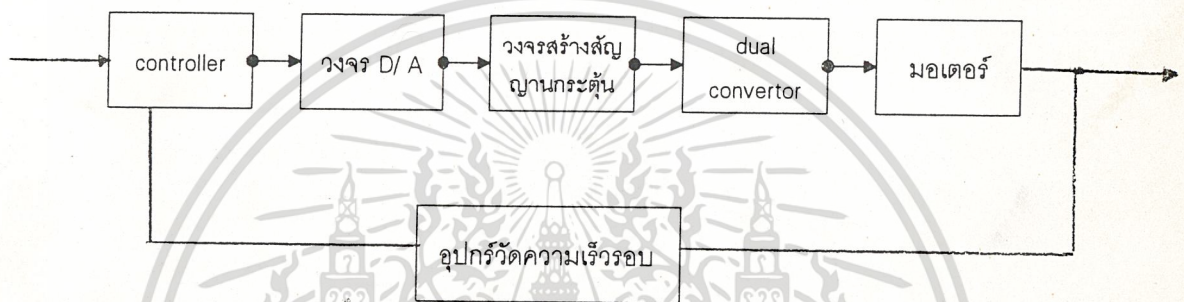 controller
วงจร D/ A
วงจรสร้างสัญ
ญานกระตุ้น
dual
convertor
มอเตอร์
อุปกร์วัดความเร็วรอบ